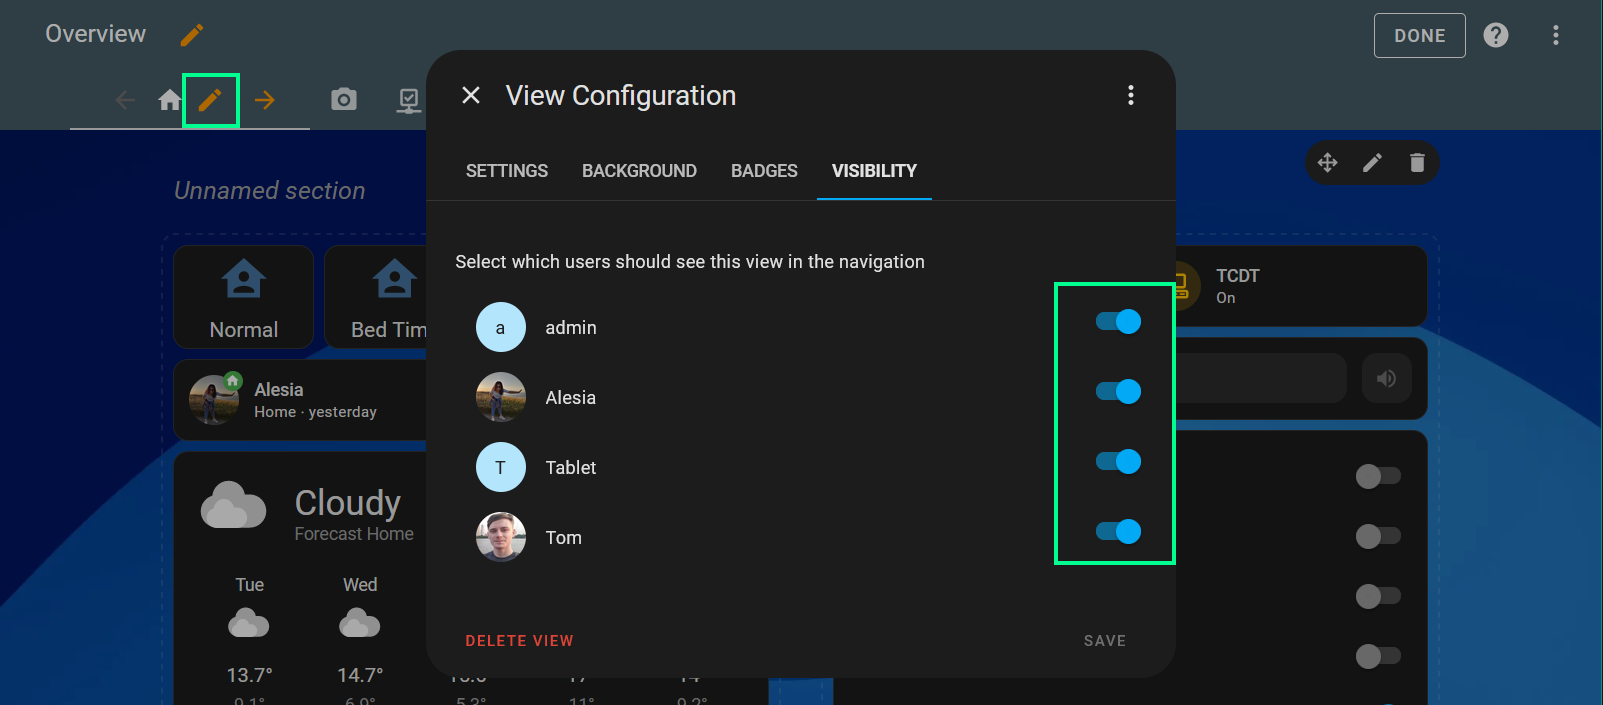 Overview
DONE
View Configuration
SETTINGS
BACKGROUND
BADGES
VISIBILITY
Unnamed section
Select which users should see this view in the navigation
a
admin
Alesia
T
Tablet
Tom
DELETE VIEW
SAVE
Normal
Bed Tim
Alesia
Home · yesterday
Cloudy
Forecast Home
Tue
Wed
13.7°
14.7°
TCDT
On